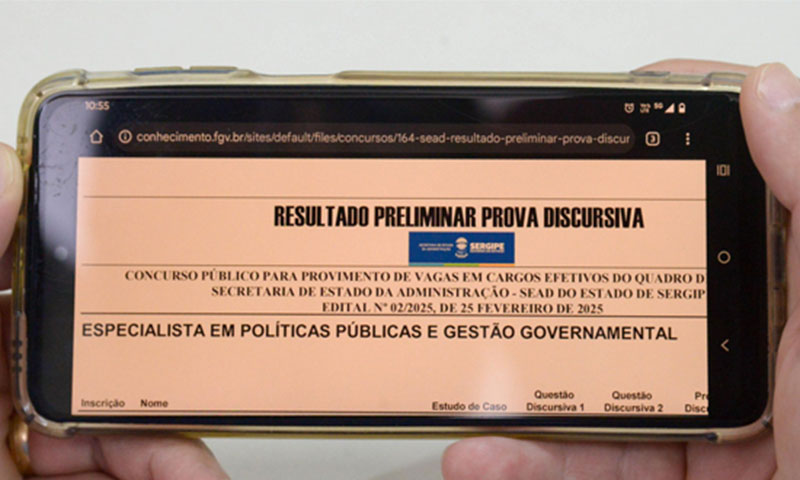 10:55
conhecimento.fgv.br/sites/default/files/concursos/164-sead-resultado-preliminar-prova-discur
RESULTADO PRELIMINAR PROVA DISCURSIVA
SERGIPE
CONCURSO PÚBLICO PARA PROVIMENTO DE VAGAS EM CARGOS EFETIVOS DO QUADRO D
SECRETARIA DE ESTADO DA ADMINISTRAÇÃO - SEAD DO ESTADO DE SERGIP
EDITAL Nº 02/2025, DE 25 FEVEREIRO DE 2025
ESPECIALISTA EM POLÍTICAS PÚBLICAS E GESTÃO GOVERNAMENTAL
Inscrição Nome Estudo de Caso Questão Discursiva 1 Questão Discursiva 2 Pr Disc